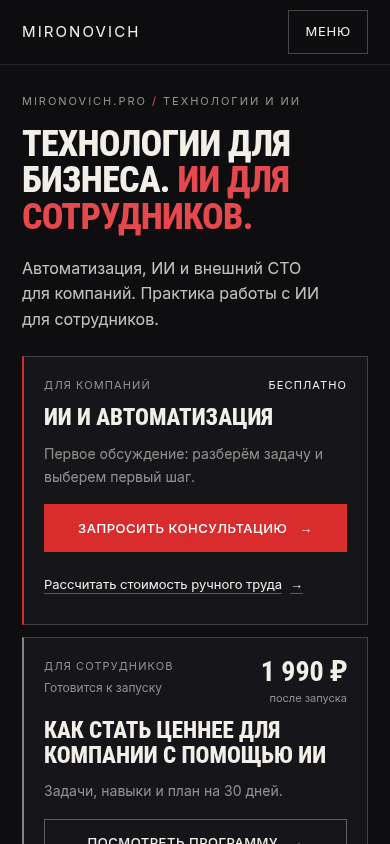 MIRONOVICH
МЕНЮ
MIRONOVICH.PRO / ТЕХНОЛОГИИ И ИИ
ТЕХНОЛОГИИ ДЛЯ
БИЗНЕСА. ИИ ДЛЯ
СОТРУДНИКОВ.
Автоматизация, ИИ и внешний CTO
для компаний. Практика работы с ИИ
для сотрудников.
ДЛЯ КОМПАНИЙ
БЕСПЛАТНО
ИИ И АВТОМАТИЗАЦИЯ
Первое обсуждение: разберём задачу и
выберем первый шаг.
ЗАПРОСИТЬ КОНСУЛЬТАЦИЮ →
Рассчитать стоимость ручного труда →
ДЛЯ СОТРУДНИКОВ
Готовится к запуску
1 990 ₽
после запуска
КАК СТАТЬ ЦЕННЕЕ ДЛЯ
КОМПАНИИ С ПОМОЩЬЮ ИИ
Задачи, навыки и план на 30 дней.
ПОСМОТРЕТЬ ПРОГРАММУ